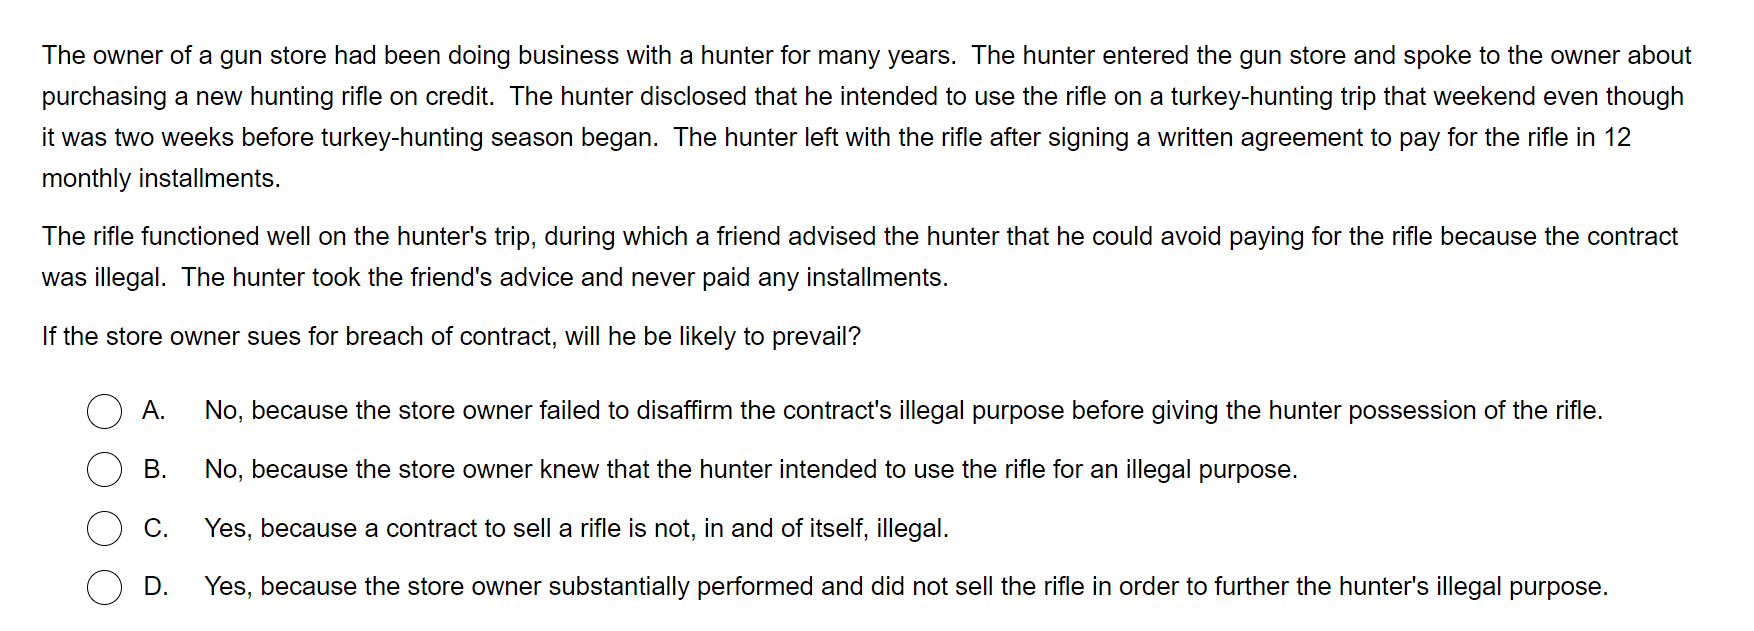 The owner of a gun store had been doing business with a hunter for many years.  The hunter entered the gun store and spoke to the owner about
purchasing a new hunting rifle on credit.  The hunter disclosed that he intended to use the rifle on a turkey-hunting trip that weekend even though
it was two weeks before turkey-hunting season began.  The hunter left with the rifle after signing a written agreement to pay for the rifle in 12
monthly installments.
The rifle functioned well on the hunter's trip, during which a friend advised the hunter that he could avoid paying for the rifle because the contract
was illegal.  The hunter took the friend's advice and never paid any installments.
If the store owner sues for breach of contract, will he be likely to prevail?
A. No, because the store owner failed to disaffirm the contract's illegal purpose before giving the hunter possession of the rifle.
B. No, because the store owner knew that the hunter intended to use the rifle for an illegal purpose.
C. Yes, because a contract to sell a rifle is not, in and of itself, illegal.
D. Yes, because the store owner substantially performed and did not sell the rifle in order to further the hunter's illegal purpose.